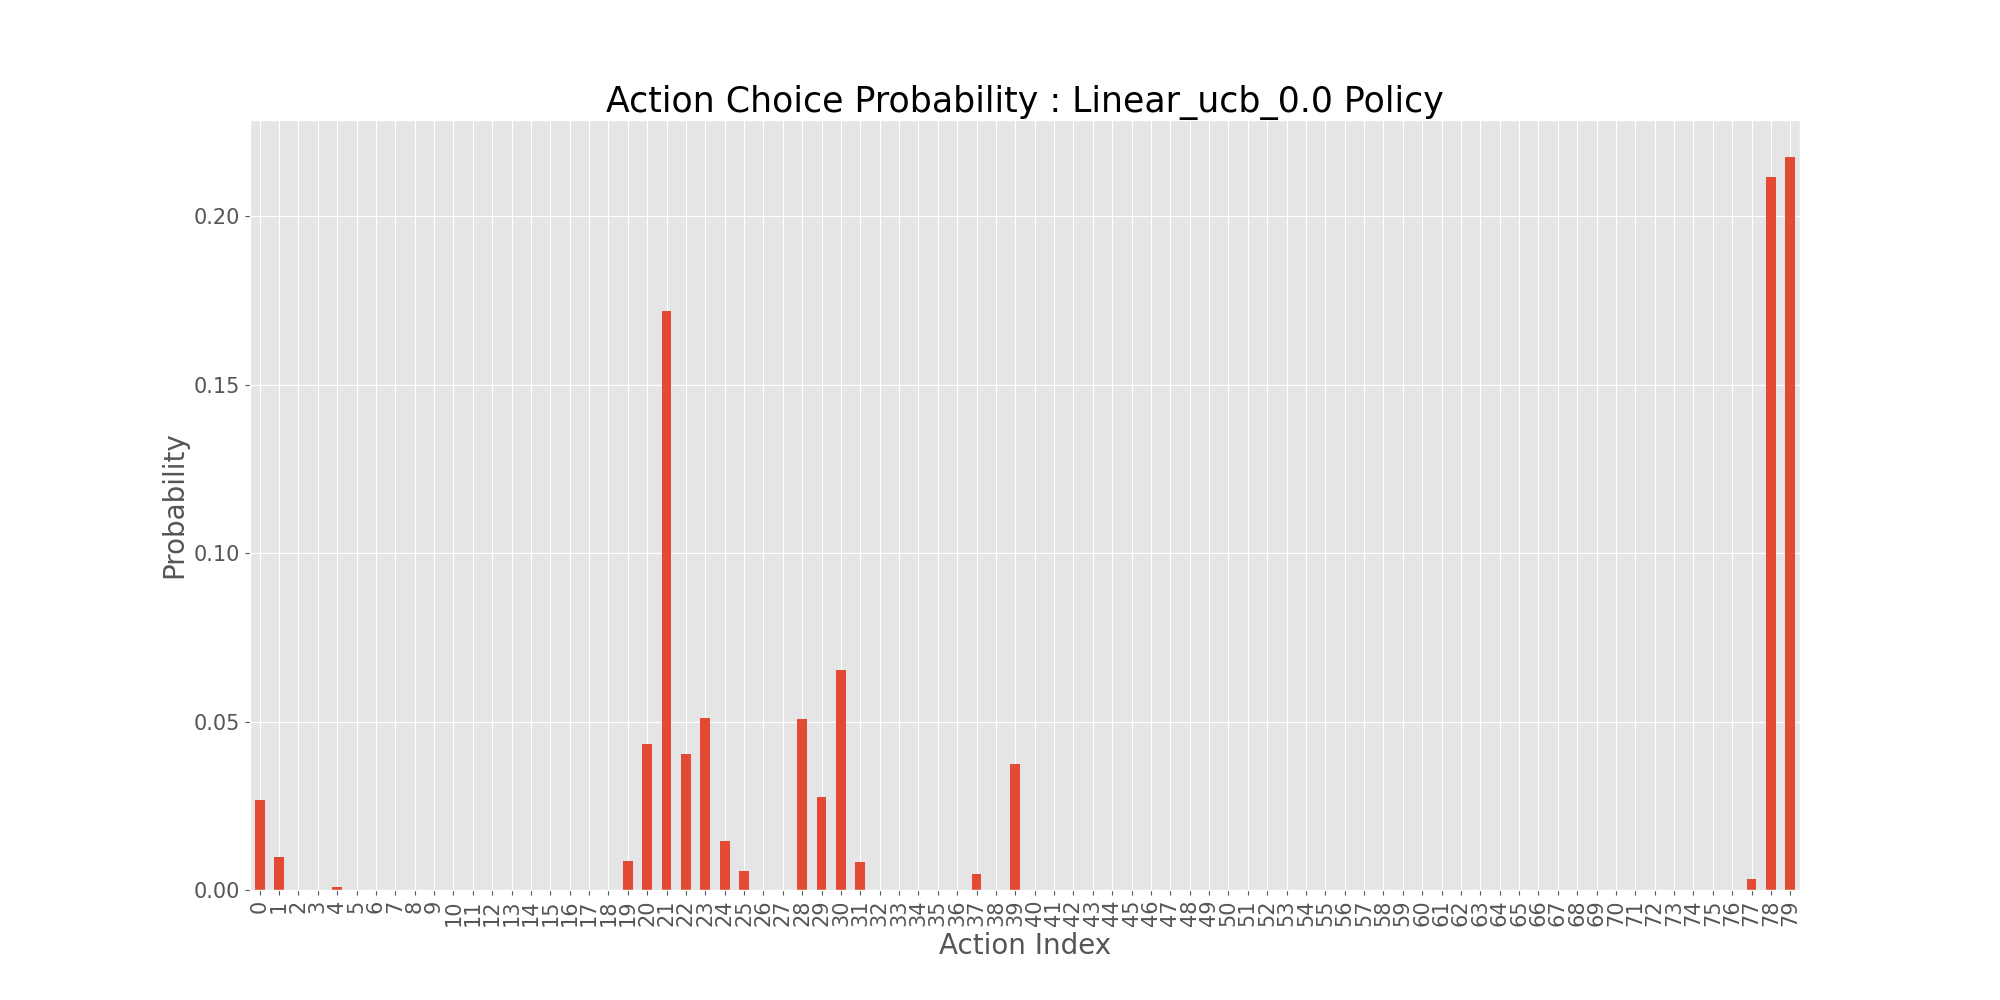 Action Choice Probability : Linear_ucb_0.0 Policy
0.20
0.15
0.10
0.05
0.00
Probability
0 1 2 3 4 5 6 7 8 9 10 11 12 13 14 15 16 17 18 19 20 21 22 23 24 25 26 27 28 29 30 31 32 33 34 35 36 37 38 39 40 41 42 43 44 45 46 47 48 49 50 51 52 53 54 55 56 57 58 59 60 61 62 63 64 65 66 67 68 69 70 71 72 73 74 75 76 77 78 79
Action Index